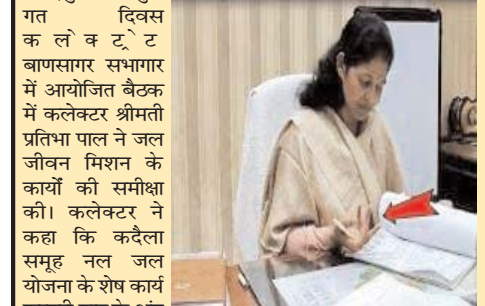 गत दिवस
कलेक्ट्रेट
बाणसागर सभागार
में आयोजित बैठक
में कलेक्टर श्रीमती
प्रतिभा पाल ने जल
जीवन मिशन के
कार्यों की समीक्षा
की। कलेक्टर ने
कहा कि कदैला
समूह नल जल
योजना के शेष कार्य